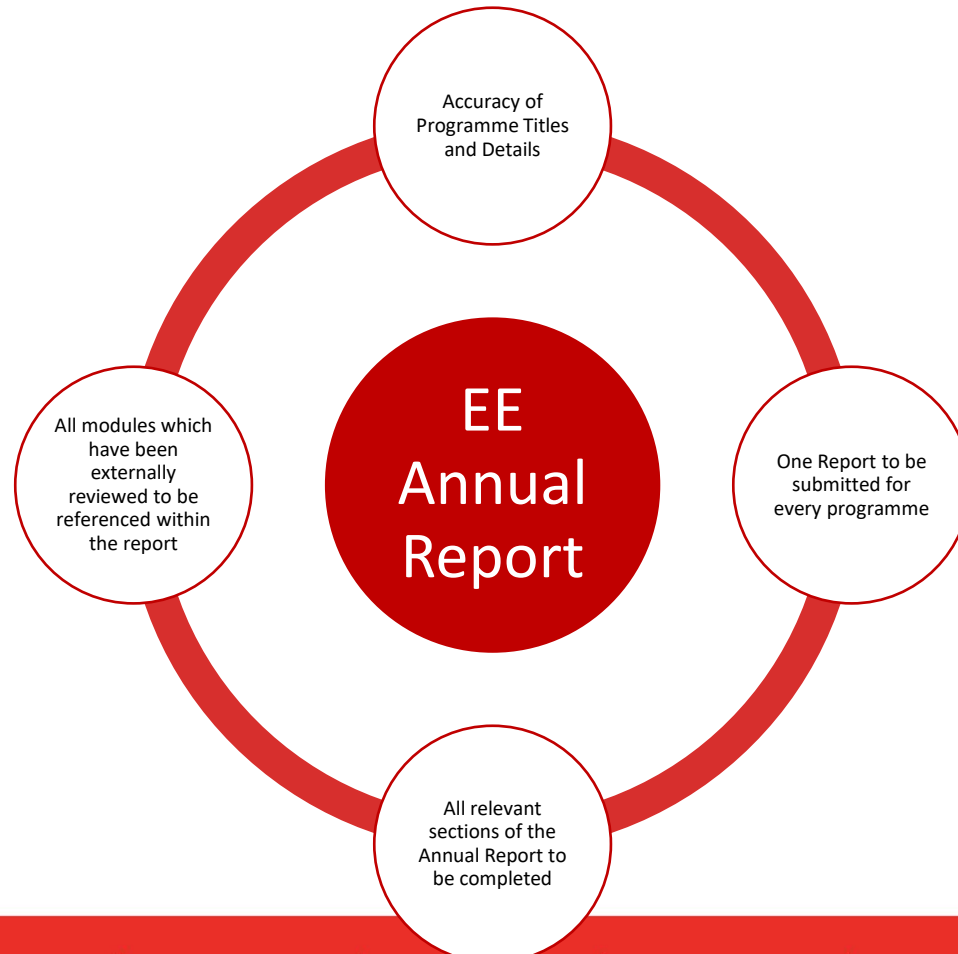 Accuracy of
Programme Titles
and Details
EE
Annual
Report
All modules which
have been
externally
reviewed to be
referenced within
the report
One Report to be
submitted for
every programme
All relevant
sections of the
Annual Report to
be completed